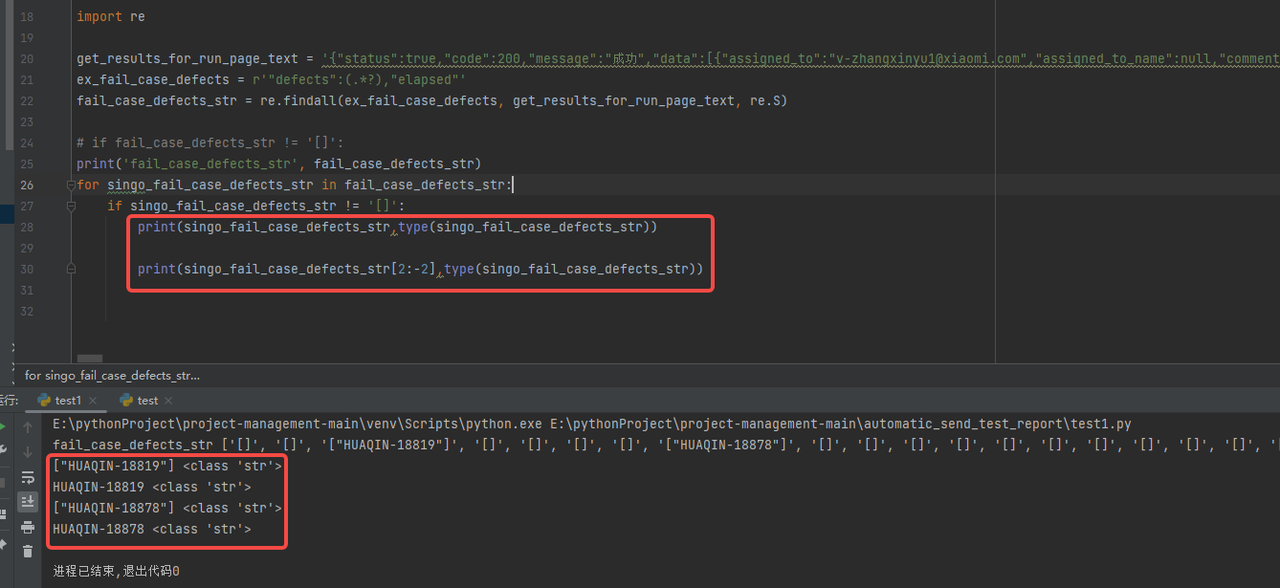 18 import re
19
20 get_results_for_run_page_text = '{"status":true,"code":200,"message":"成功","data":[{"assigned_to":"v-zhangxinyu1@xiaomi.com","assigned_to_name":null,"comment
21 ex_fail_case_defects = r'"defects":(.*?),"elapsed"'
22 fail_case_defects_str = re.findall(ex_fail_case_defects, get_results_for_run_page_text, re.S)
23
24 # if fail_case_defects_str != '[]':
25 print('fail_case_defects_str', fail_case_defects_str)
26 for singo_fail_case_defects_str in fail_case_defects_str:
27 if singo_fail_case_defects_str != '[]':
28 print(singo_fail_case_defects_str,type(singo_fail_case_defects_str))
29
30 print(singo_fail_case_defects_str[2:-2],type(singo_fail_case_defects_str))
31
32
for singo_fail_case_defects_str...
运行: test1 × test ×
E:\pythonProject\project-management-main\venv\Scripts\python.exe E:\pythonProject\project-management-main\automatic_send_test_report\test1.py
fail_case_defects_str ['[]', '[]', '["HUAQIN-18819"]', '[]', '[]', '[]', '[]', '["HUAQIN-18878"]', '[]', '[]', '[]', '[]', '[]', '[]', '[]', '[]', '[]', '[]',
["HUAQIN-18819"] <class 'str'>
HUAQIN-18819 <class 'str'>
["HUAQIN-18878"] <class 'str'>
HUAQIN-18878 <class 'str'>
进程已结束,退出代码0